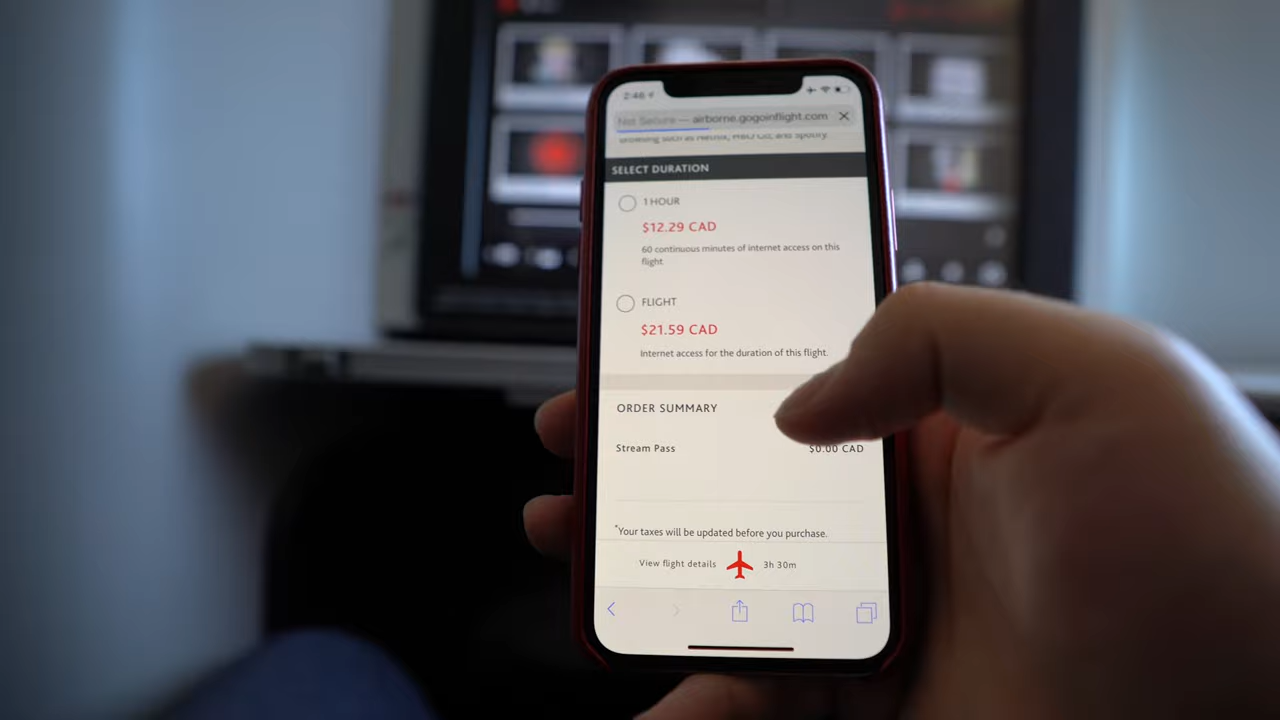 2:46
Not Secure — airborne.gogoinflight.com
browsing such as Netflix, and Spotify.
SELECT DURATION
1 HOUR
$12.29 CAD
60 continuous minutes of internet access on this
flight
FLIGHT
$21.59 CAD
Internet access for the duration of this flight.
ORDER SUMMARY
Stream Pass $0.00 CAD
*Your taxes will be updated before you purchase.
View flight details 3h 30m